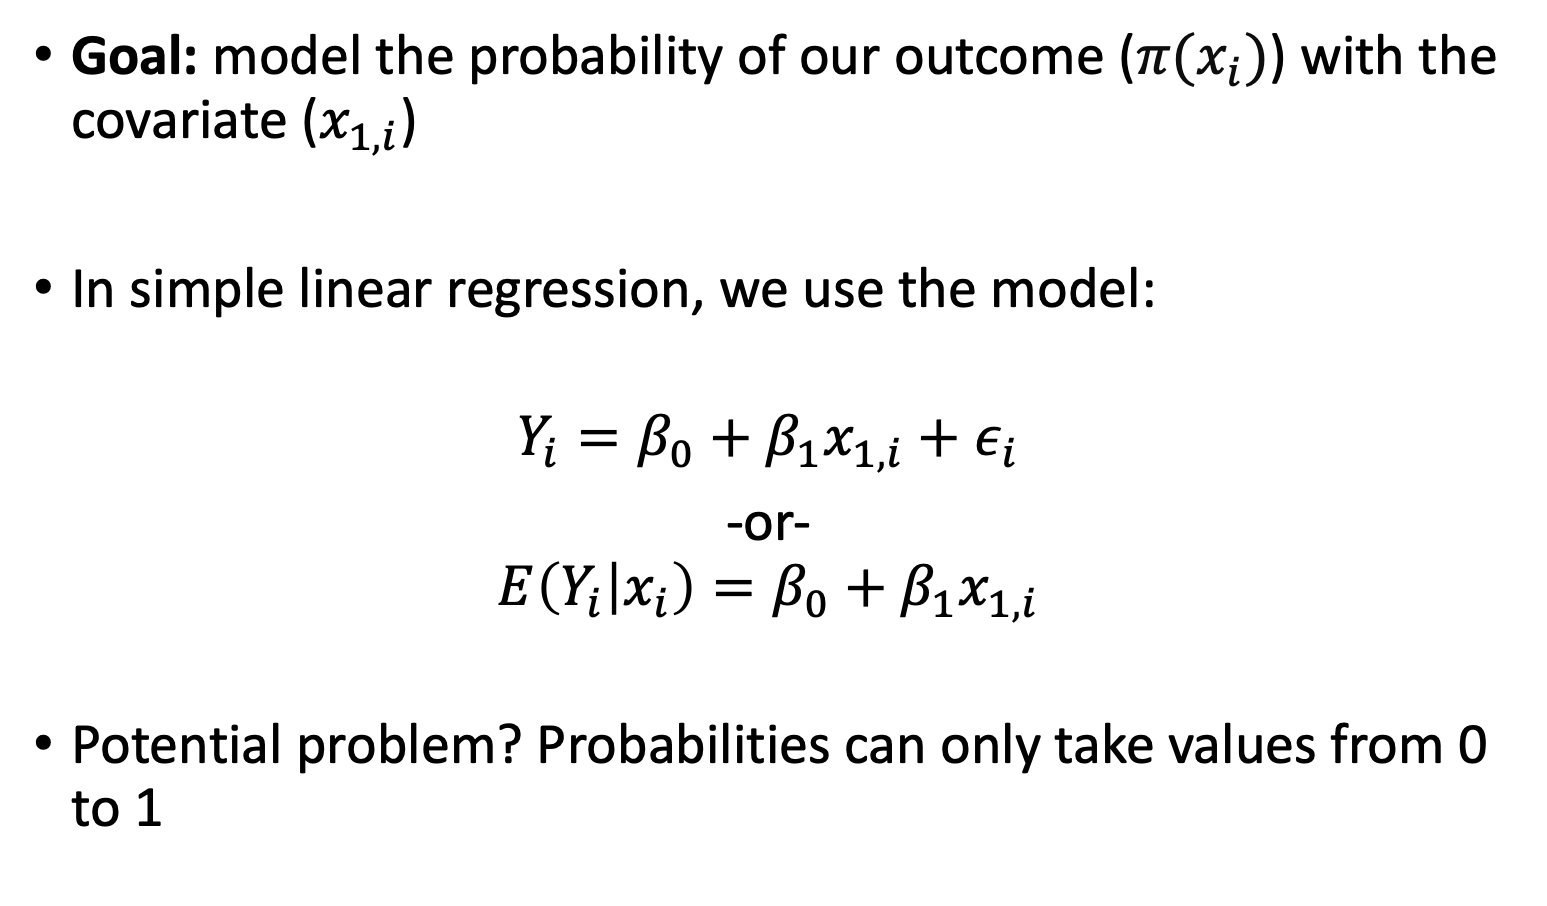 • Goal: model the probability of our outcome (π(xᵢ)) with the
covariate (x₁,ᵢ)
• In simple linear regression, we use the model:
Yᵢ = β₀ + β₁x₁,ᵢ + ϵᵢ
-or-
E(Yᵢ|xᵢ) = β₀ + β₁x₁,ᵢ
• Potential problem? Probabilities can only take values from 0
to 1